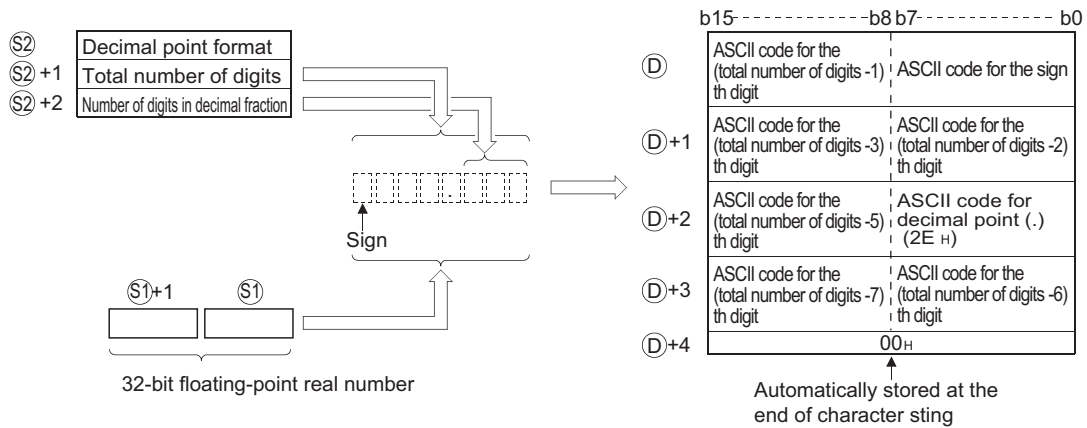 S2 Decimal point format
S2 +1 Total number of digits
S2 +2 Number of digits in decimal fraction
.
Sign
S1+1 S1
32-bit floating-point real number
b15 b8 b7 b0
D
ASCII code for the
(total number of digits -1)
th digit
ASCII code for the sign
D+1
ASCII code for the
(total number of digits -3)
th digit
ASCII code for the
(total number of digits -2)
th digit
D+2
ASCII code for the
(total number of digits -5)
th digit
ASCII code for
decimal point (.)
(2E H)
D+3
ASCII code for the
(total number of digits -7)
th digit
ASCII code for the
(total number of digits -6)
th digit
D+4
00H
Automatically stored at the
end of character sting